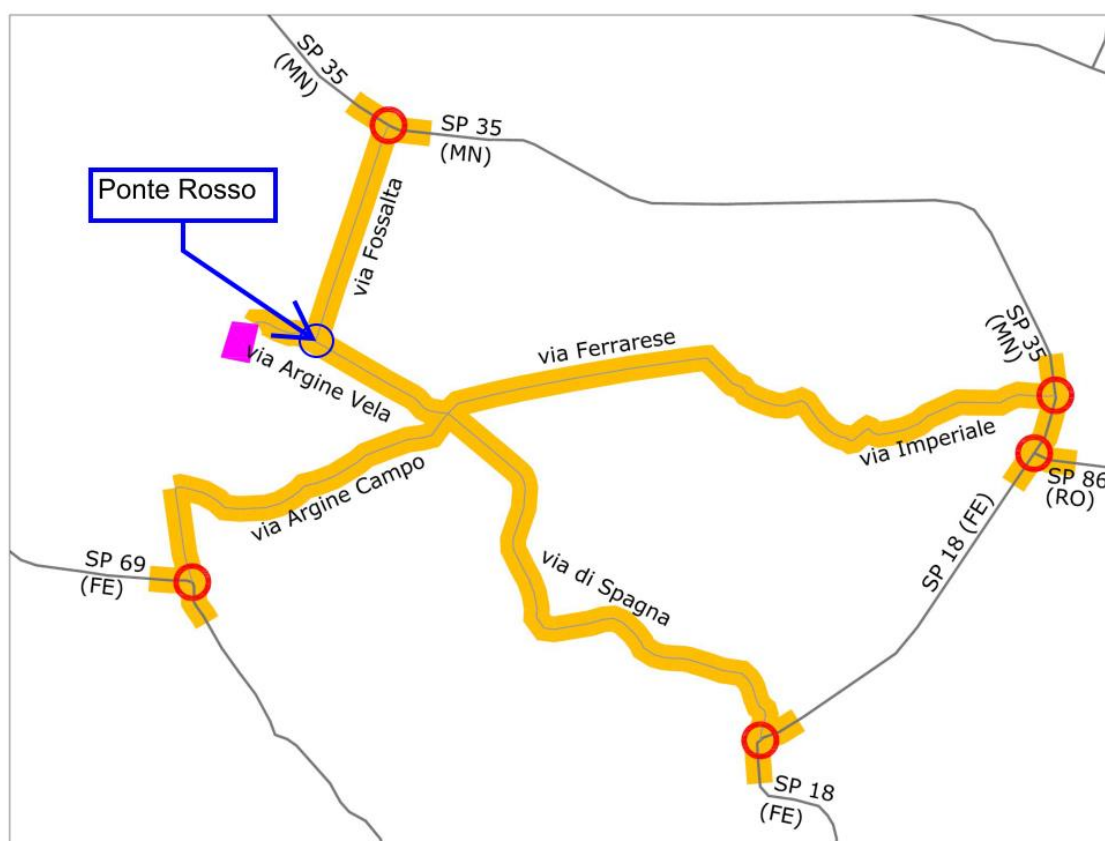 SP 35
(MN)
SP 35
(MN)
Ponte Rosso
via Fossalta
via Argine Vela
via Ferrarese
SP 35
(MN)
via Imperiale
SP 86
(RO)
via Argine Campo
SP 18 (FE)
SP 69
(FE)
via di Spagna
SP 18
(FE)